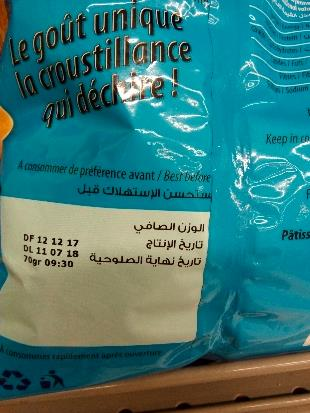 Le goût unique
la croustillance
qui déchire !
A consommer de préférence avant / Best Before
يستحسن الإستهلاك قبل
الوزن الصافي
DF 12 12 17 تاريخ الإنتاج
DL 11 07 18 تاريخ نهاية الصلوحية
70gr 09:30
A consommer rapidement après ouverture
Keep in co
Pâtiss